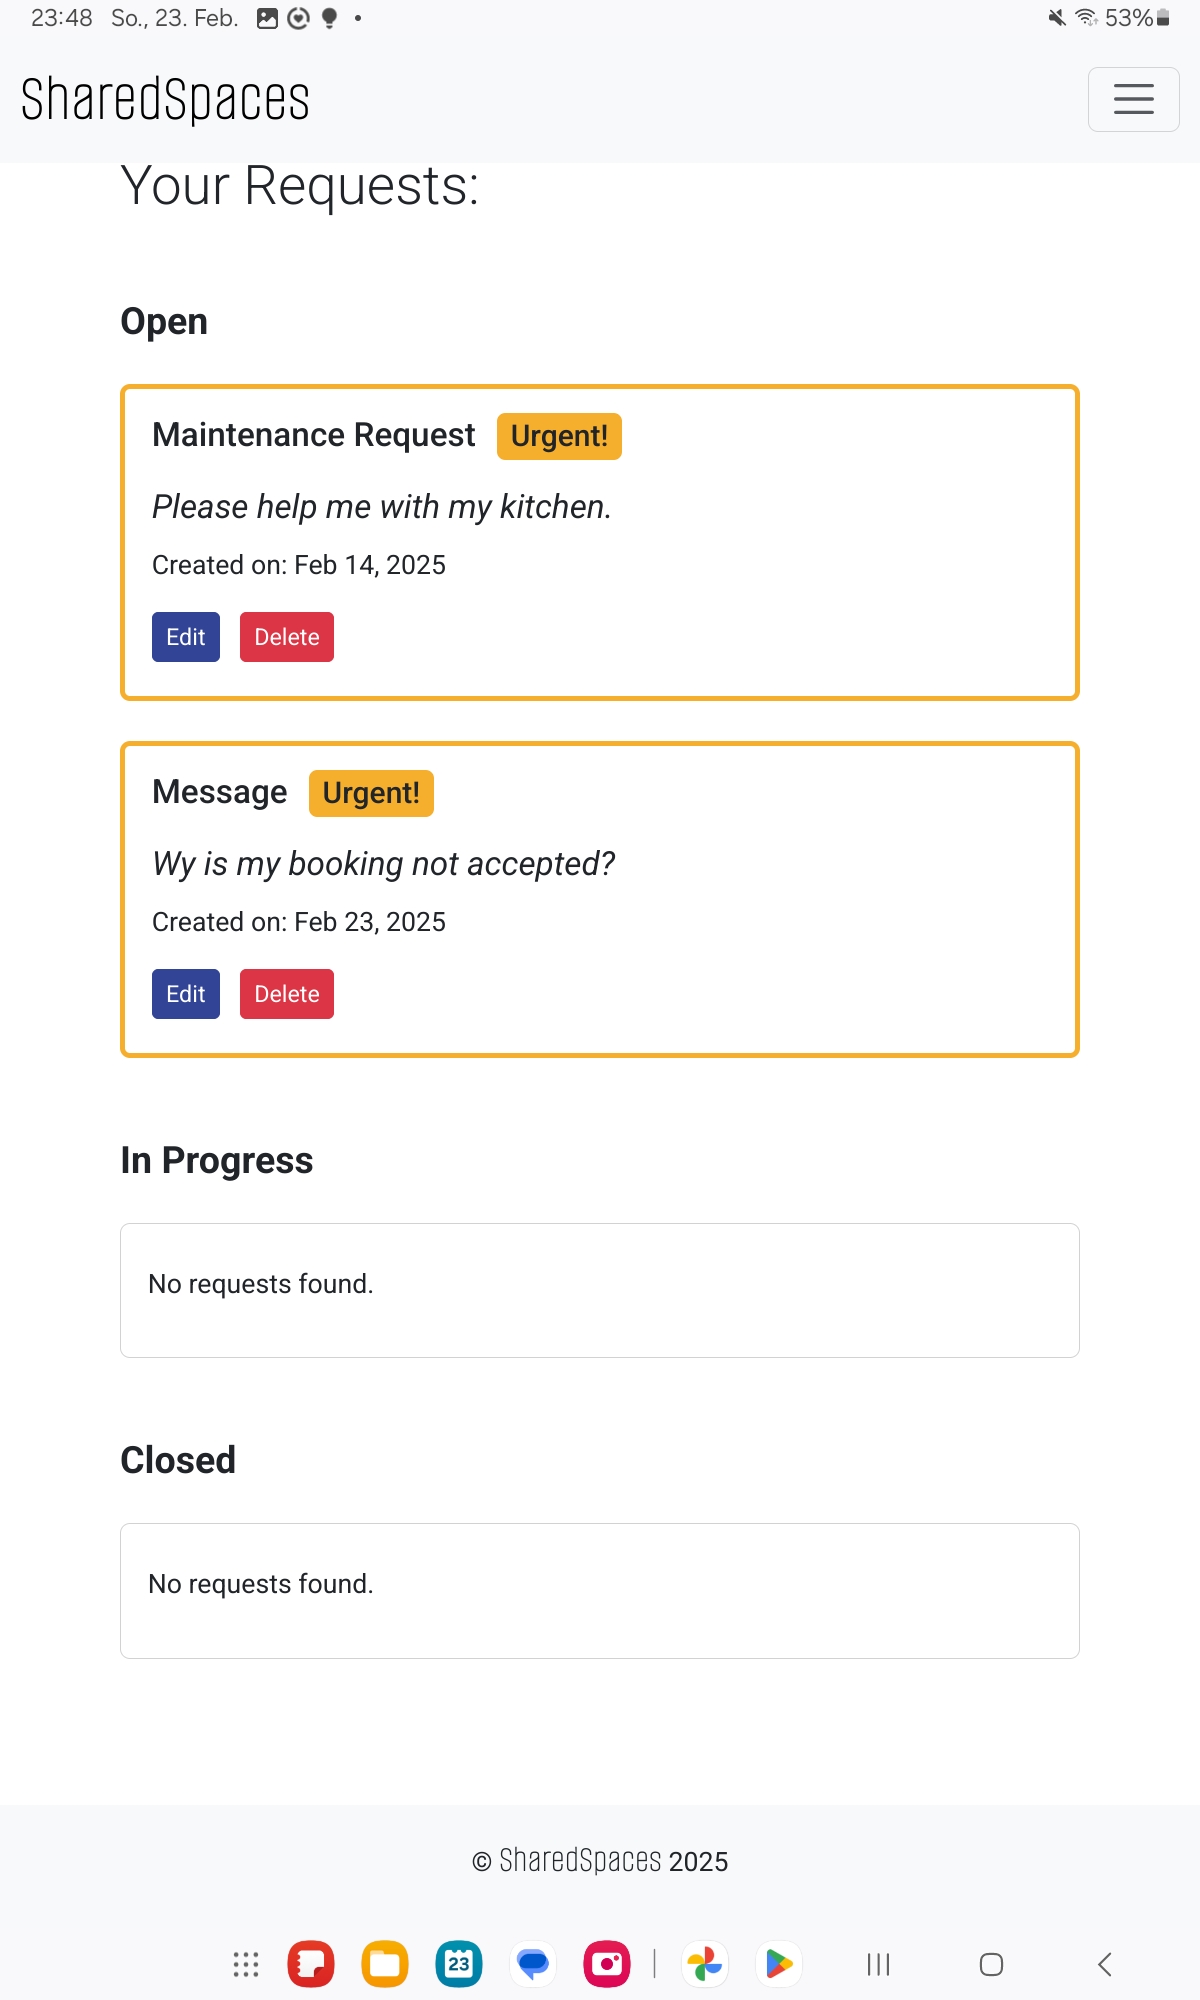 23:48 So., 23. Feb.
53%
SharedSpaces
Your Requests:
Open
Maintenance Request Urgent!
Please help me with my kitchen.
Created on: Feb 14, 2025
Edit Delete
Message Urgent!
Wy is my booking not accepted?
Created on: Feb 23, 2025
Edit Delete
In Progress
No requests found.
Closed
No requests found.
© SharedSpaces 2025
23